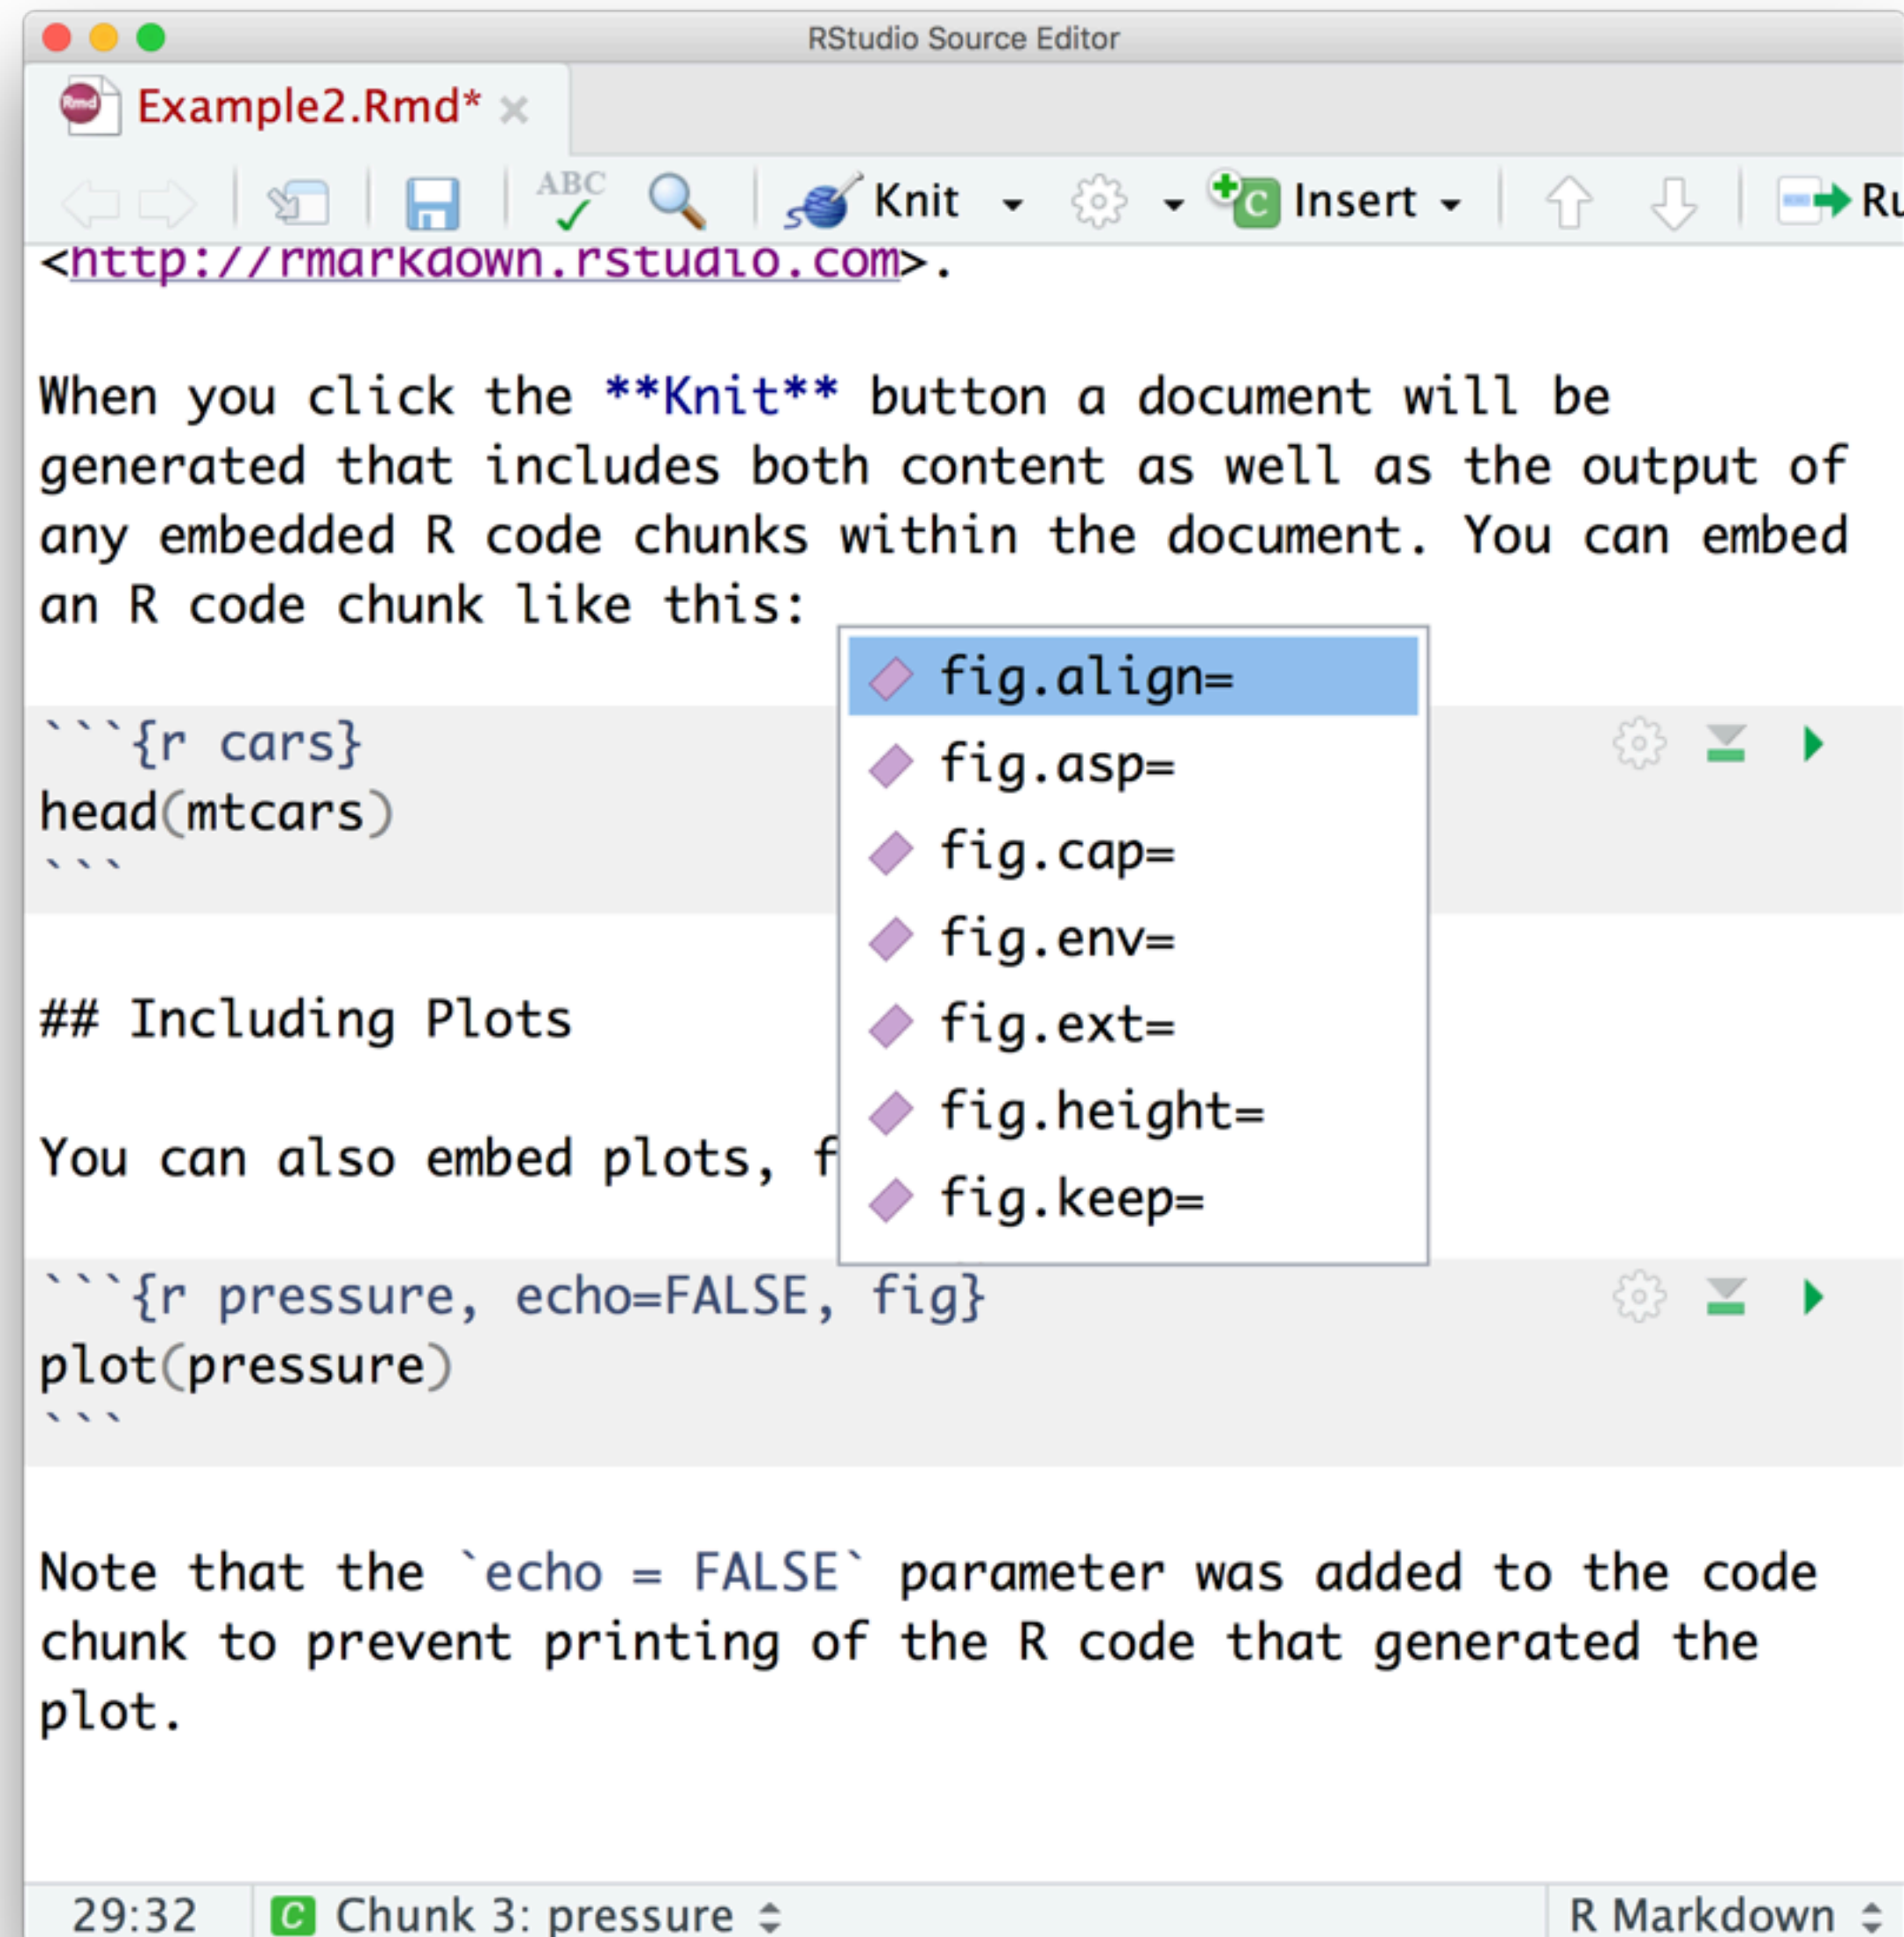 RStudio Source Editor
Rmd Example2.Rmd*
ABC Knit Insert
<http://rmarkdown.rstudio.com>.
When you click the **Knit** button a document will be
generated that includes both content as well as the output of
any embedded R code chunks within the document. You can embed
an R code chunk like this:
```{r cars}
head(mtcars)
```
## Including Plots
You can also embed plots, f
fig.align=
fig.asp=
fig.cap=
fig.env=
fig.ext=
fig.height=
fig.keep=
```{r pressure, echo=FALSE, fig}
plot(pressure)
```
Note that the `echo = FALSE` parameter was added to the code
chunk to prevent printing of the R code that generated the
plot.
29:32 C Chunk 3: pressure R Markdown